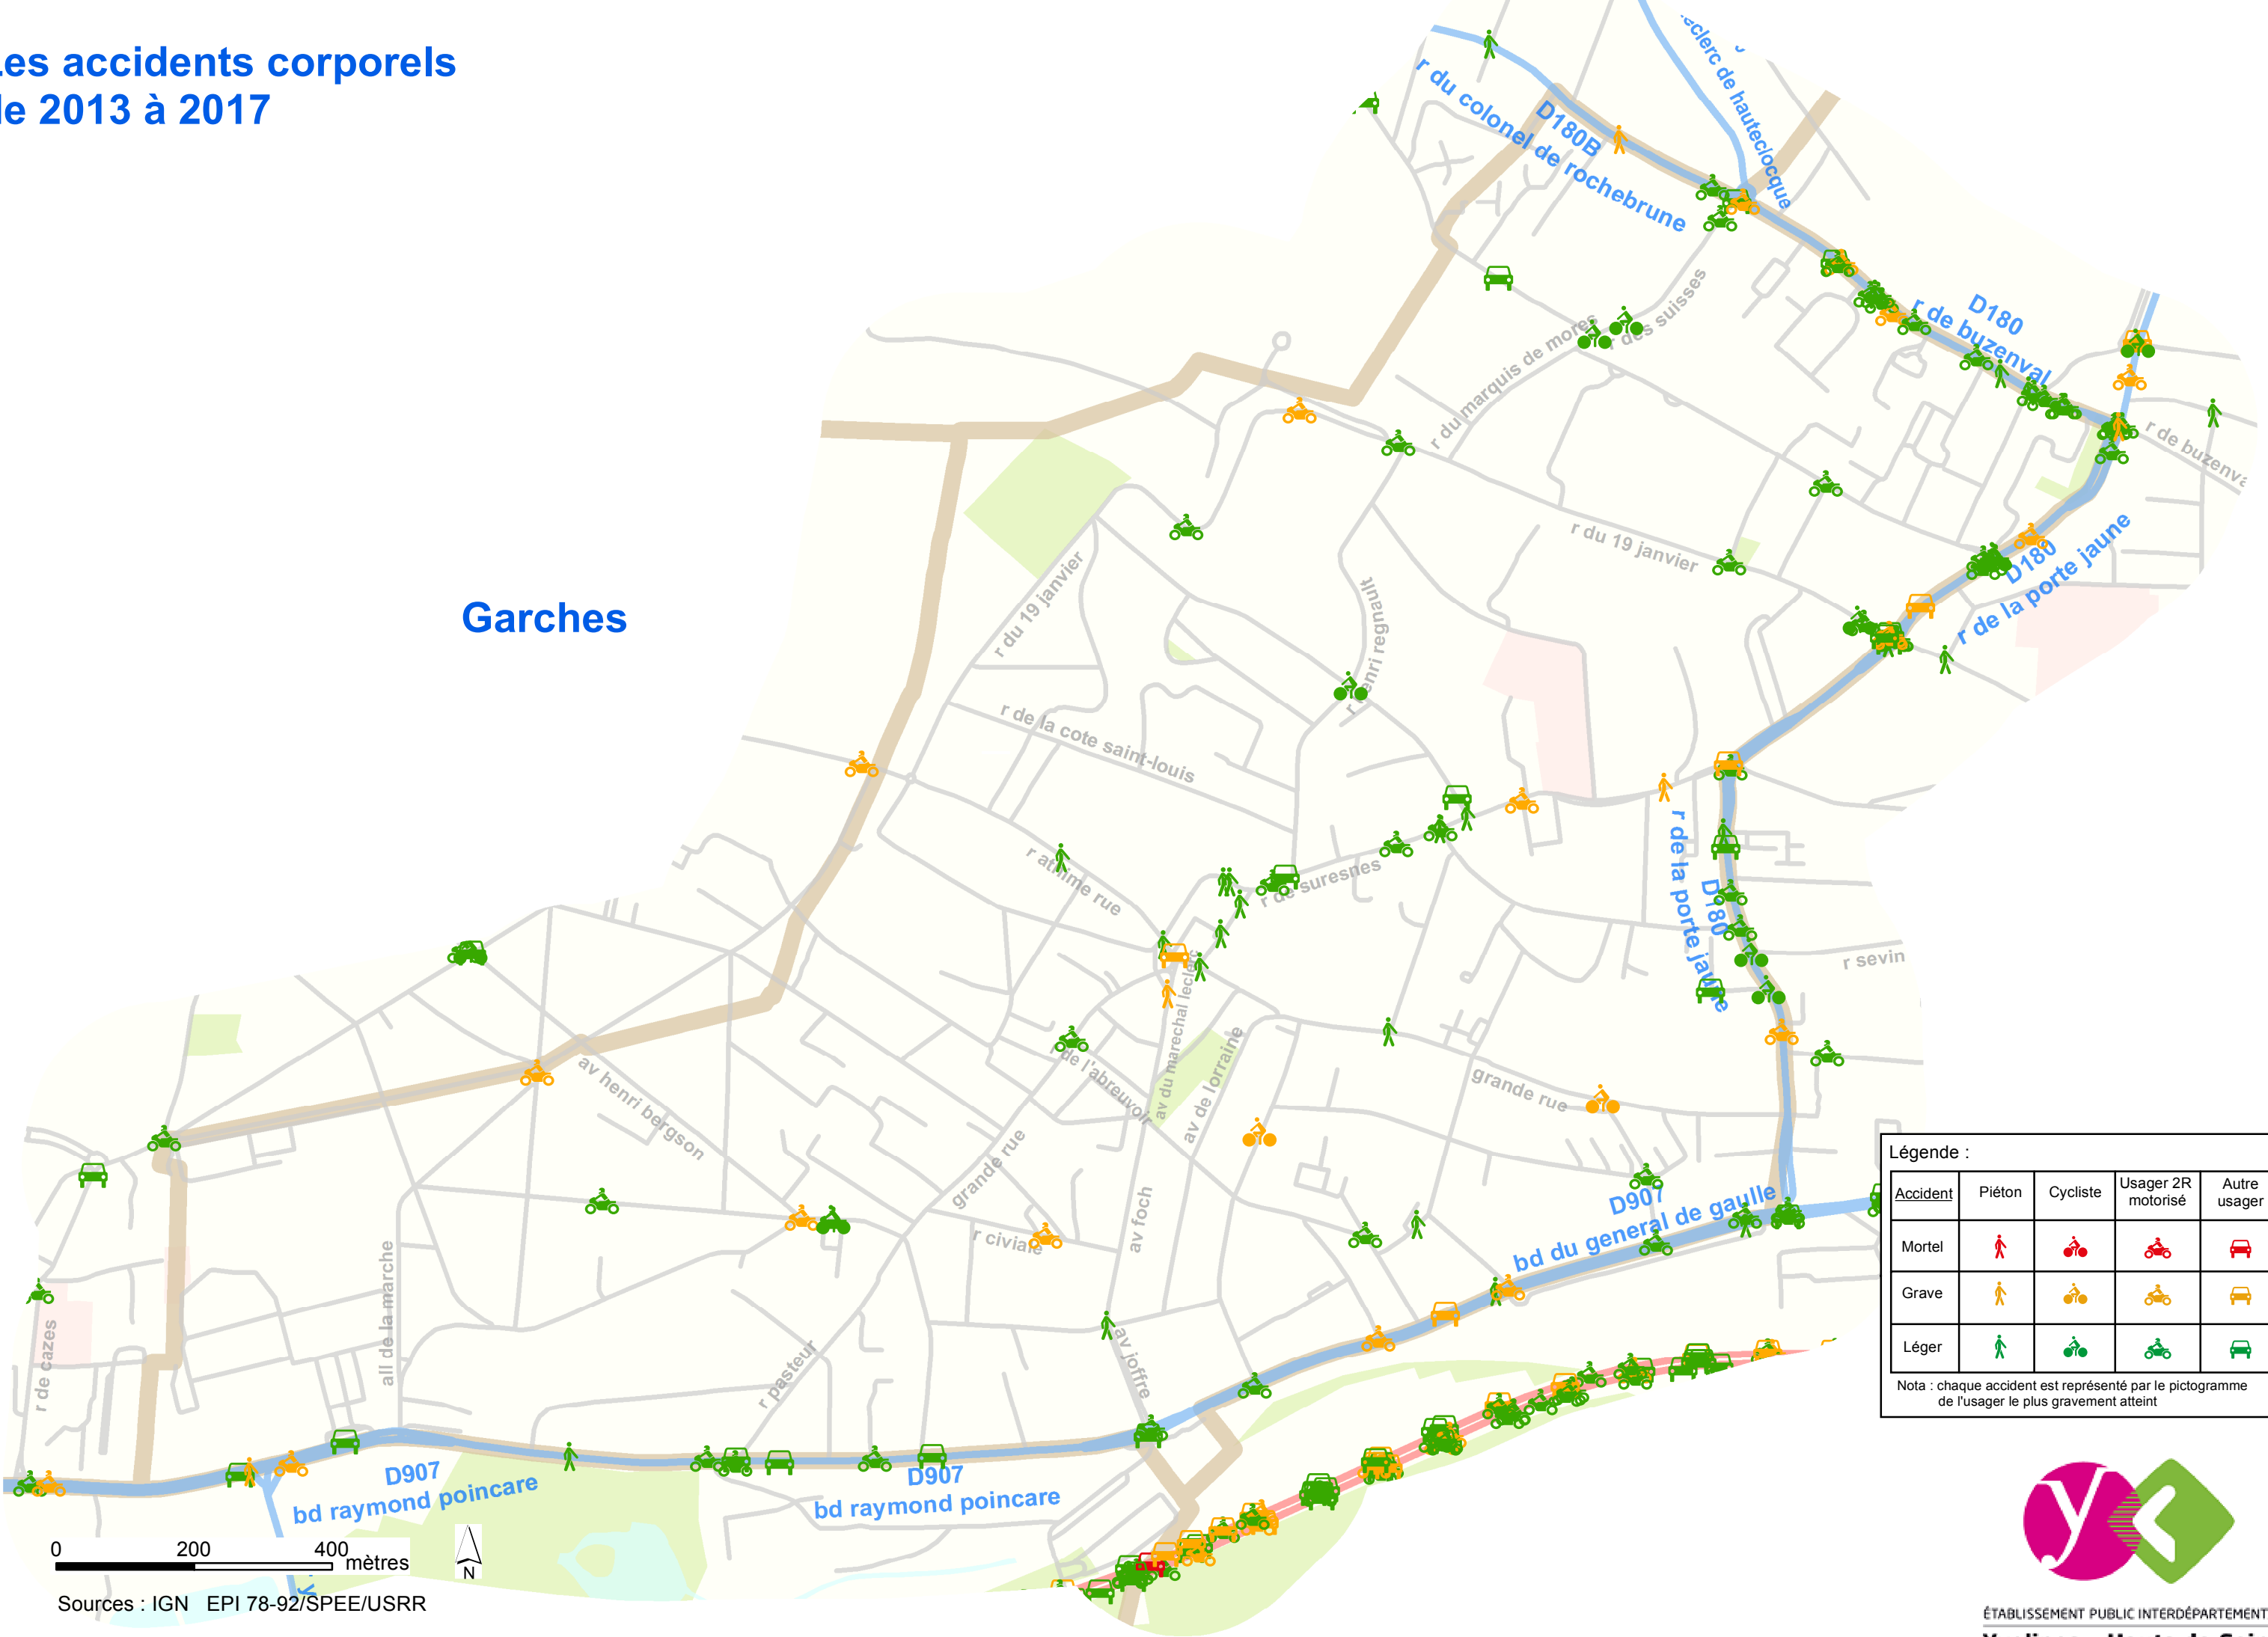 es accidents corporels
e 2013 à 2017
Garches
r du colonel de rochebrune
D180B
eclerc de hauteclocque
D180
r de buzenval
r de buzenva
r des suisses
r du marquis de mores
r du 19 janvier
D180
r de la porte jaune
r du 19 janvier
r henri regnault
r de la cote saint-louis
r athime rue
r de suresnes
r de la porte jaune
D180
r sevin
av du marechal leclerc
r de l'abreuvoir
av de lorraine
grande rue
av henri bergson
grande rue
r civiale
av foch
D907
bd du general de gaulle
all de la marche
r de cazes
r pasteur
av joffre
D907
bd raymond poincare
D907
bd raymond poincare
0 200 400 mètres
N
Sources : IGN EPI 78-92/SPEE/USRR
Légende :
Accident Piéton Cycliste Usager 2R motorisé Autre usager
Mortel
Grave
Léger
Nota : chaque accident est représenté par le pictogramme
de l'usager le plus gravement atteint
ÉTABLISSEMENT PUBLIC INTERDÉPARTEMENT